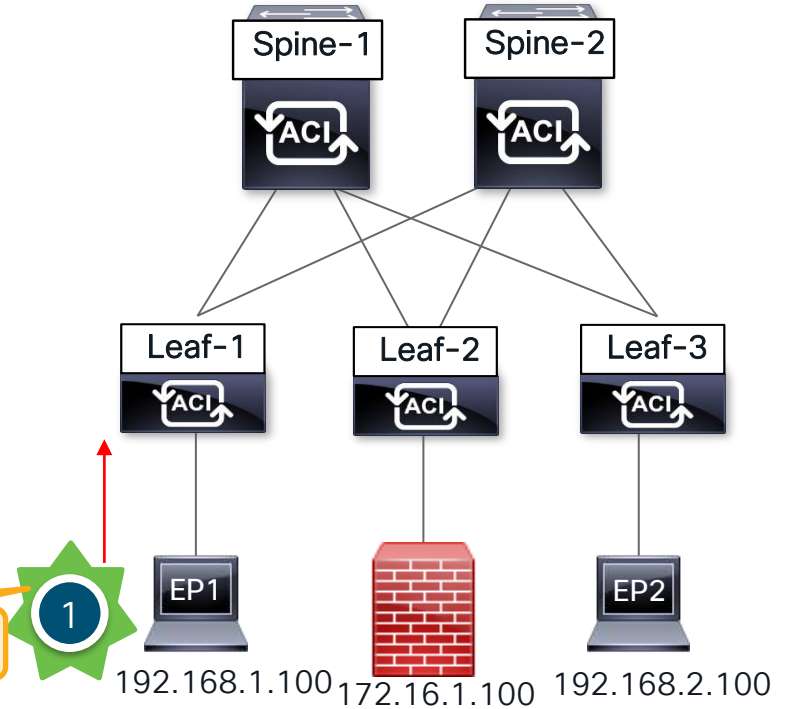 Spine-1
Spine-2
ACI
ACI
Leaf-1
Leaf-2
Leaf-3
ACI
ACI
ACI
1
EP1
EP2
192.168.1.100
172.16.1.100
192.168.2.100